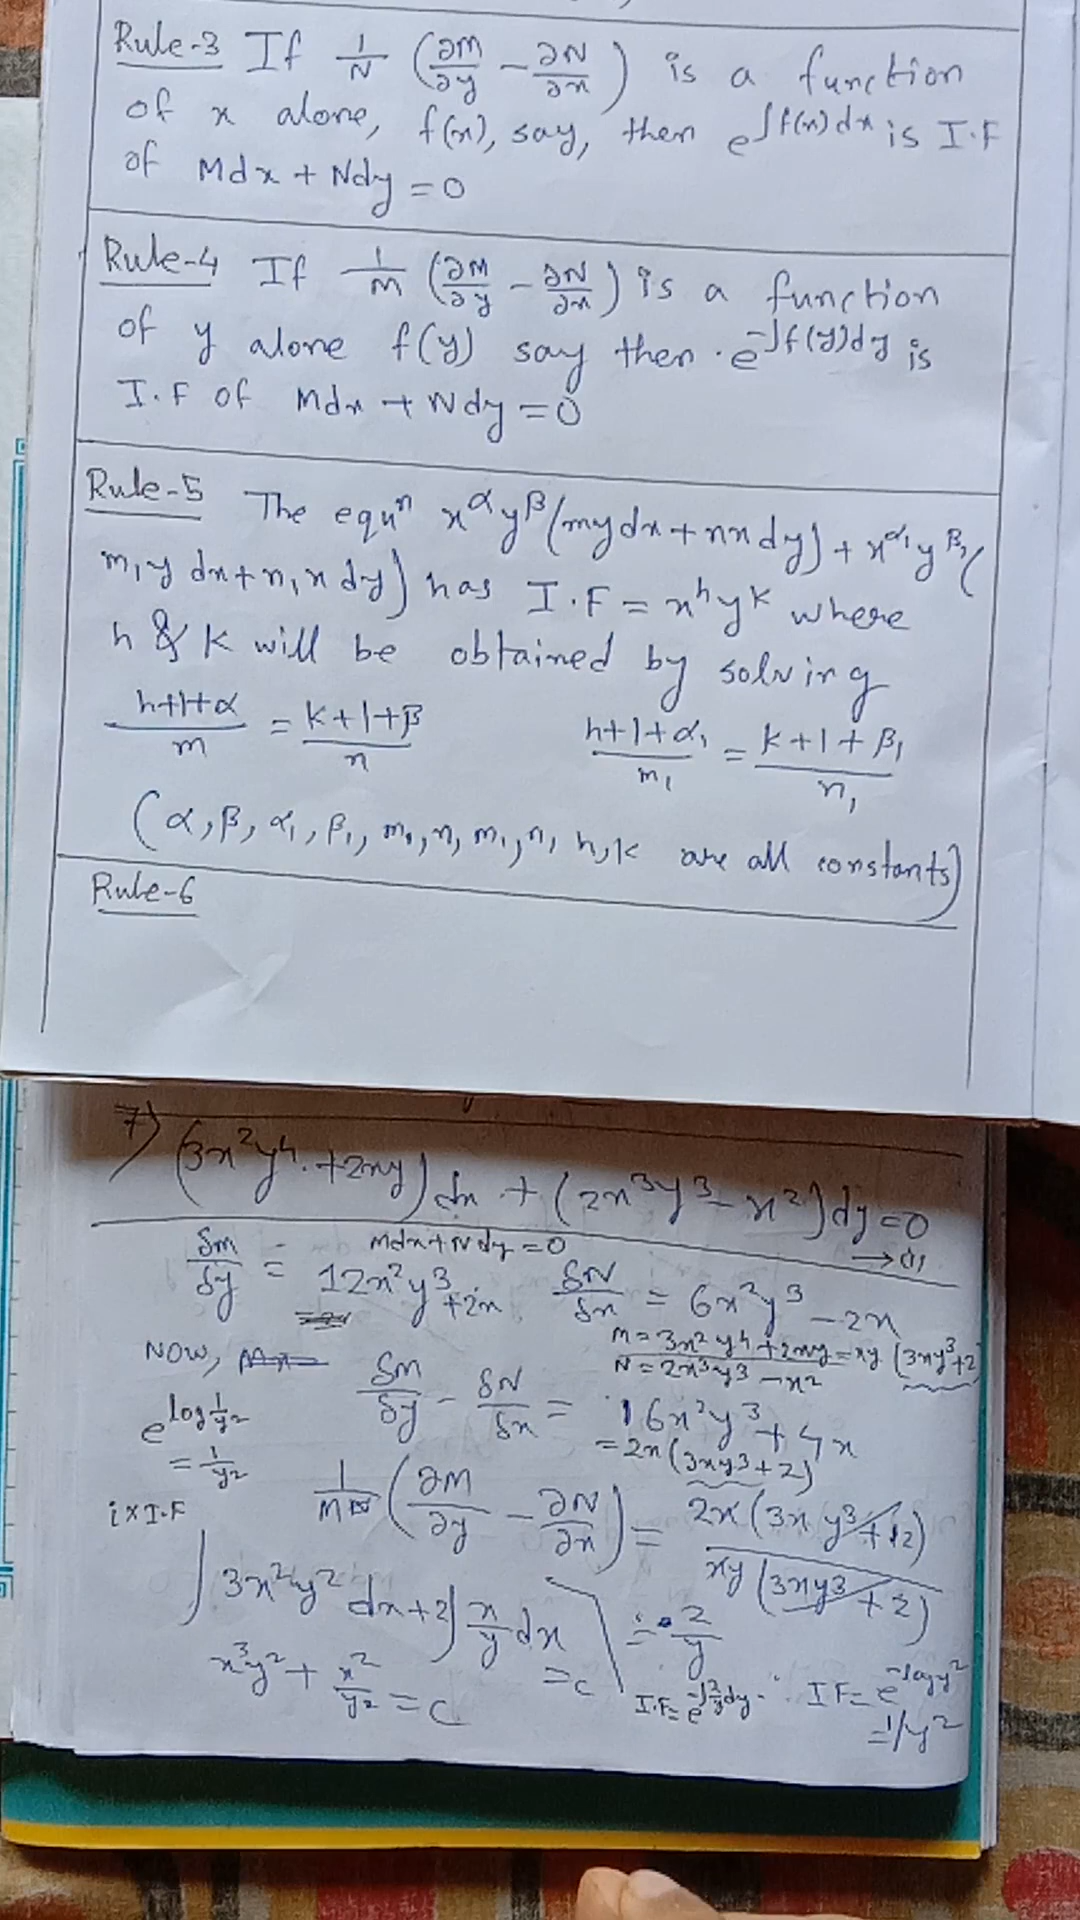 Rule-3 If 1/N (∂M/∂y - ∂N/∂x) is a function
of x alone, f(x), say, then e^∫f(x)dx is I.F
of Mdx + Ndy = 0
Rule-4 If 1/M (∂M/∂y - ∂N/∂x) is a function
of y alone f(y) say then e^-∫f(y)dy is
I.F of Mdx + Ndy = 0
Rule-5 The equⁿ x^α y^β (mydx + nxdy) + x^α₁ y^β₁ (
m₁y dx + n₁x dy) has I.F = x^h y^k where
h & k will be obtained by solving
(h+1+α)/m = (k+1+β)/n (h+1+α₁)/m₁ = (k+1+β₁)/n₁
(α, β, α₁, β₁, m, n, m₁, n₁ h, k are all constants)
Rule-6
7) (3x²y⁴ + 2xy) dx + (2x³y³ - x²) dy = 0
Mdx + Ndy = 0 → (1)
δm/δy = 12x²y³ + 2x δN/δx = 6x²y³ - 2x
M = 3x²y⁴ + 2xy = xy (3xy³+2)
N = 2x³y³ - x²
NOW, δm/δy - δN/δx = 6x²y³ + 4x
= 2x (3xy³ + 2)
e^log 1/y²
= 1/y²
1/M (∂M/∂y - ∂N/∂x) = 2x (3xy³ + 2) / xy (3xy³ + 2)
i x I.F
∫ 3x²y² dx + 2∫ x/y dx = c
= 2/y
x³y² + x²/y² = C
I.F = e^-∫2/y dy ∴ IF = e^-log y²
= 1/y²